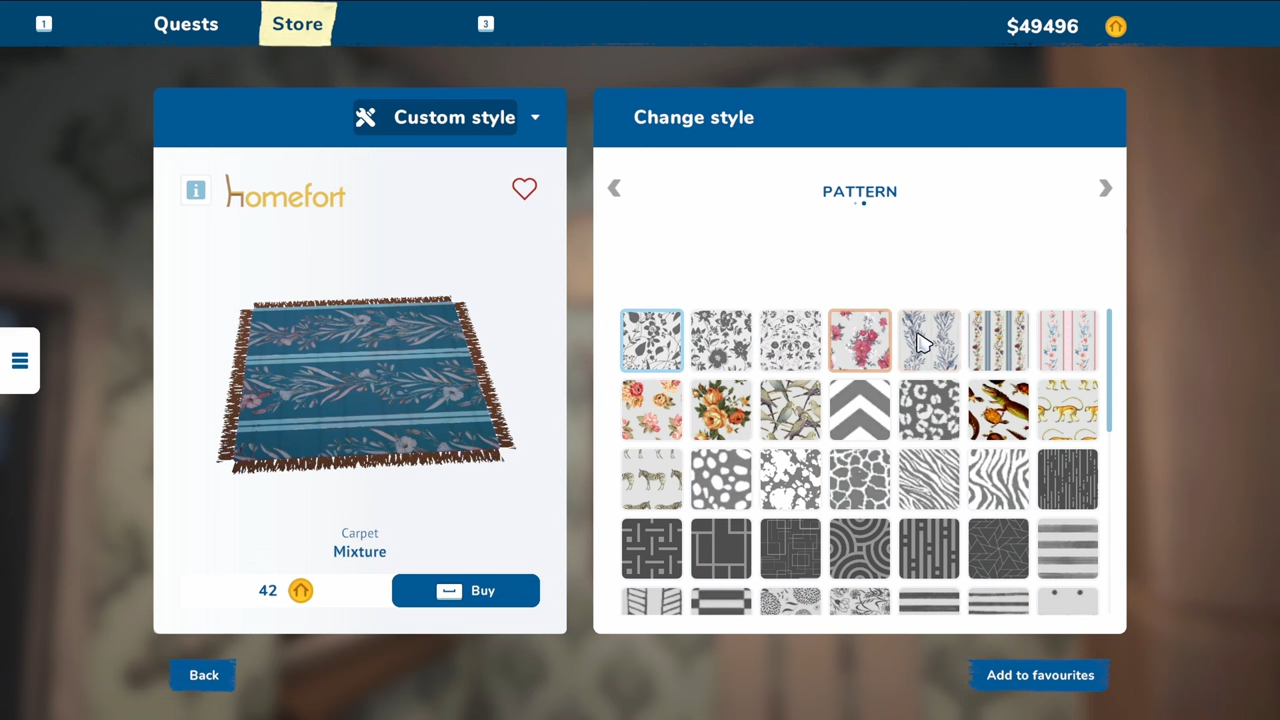 1
Quests
Store
3
$49496
Custom style
Change style
i
homefort
PATTERN
Carpet
Mixture
42
Buy
Back
Add to favourites